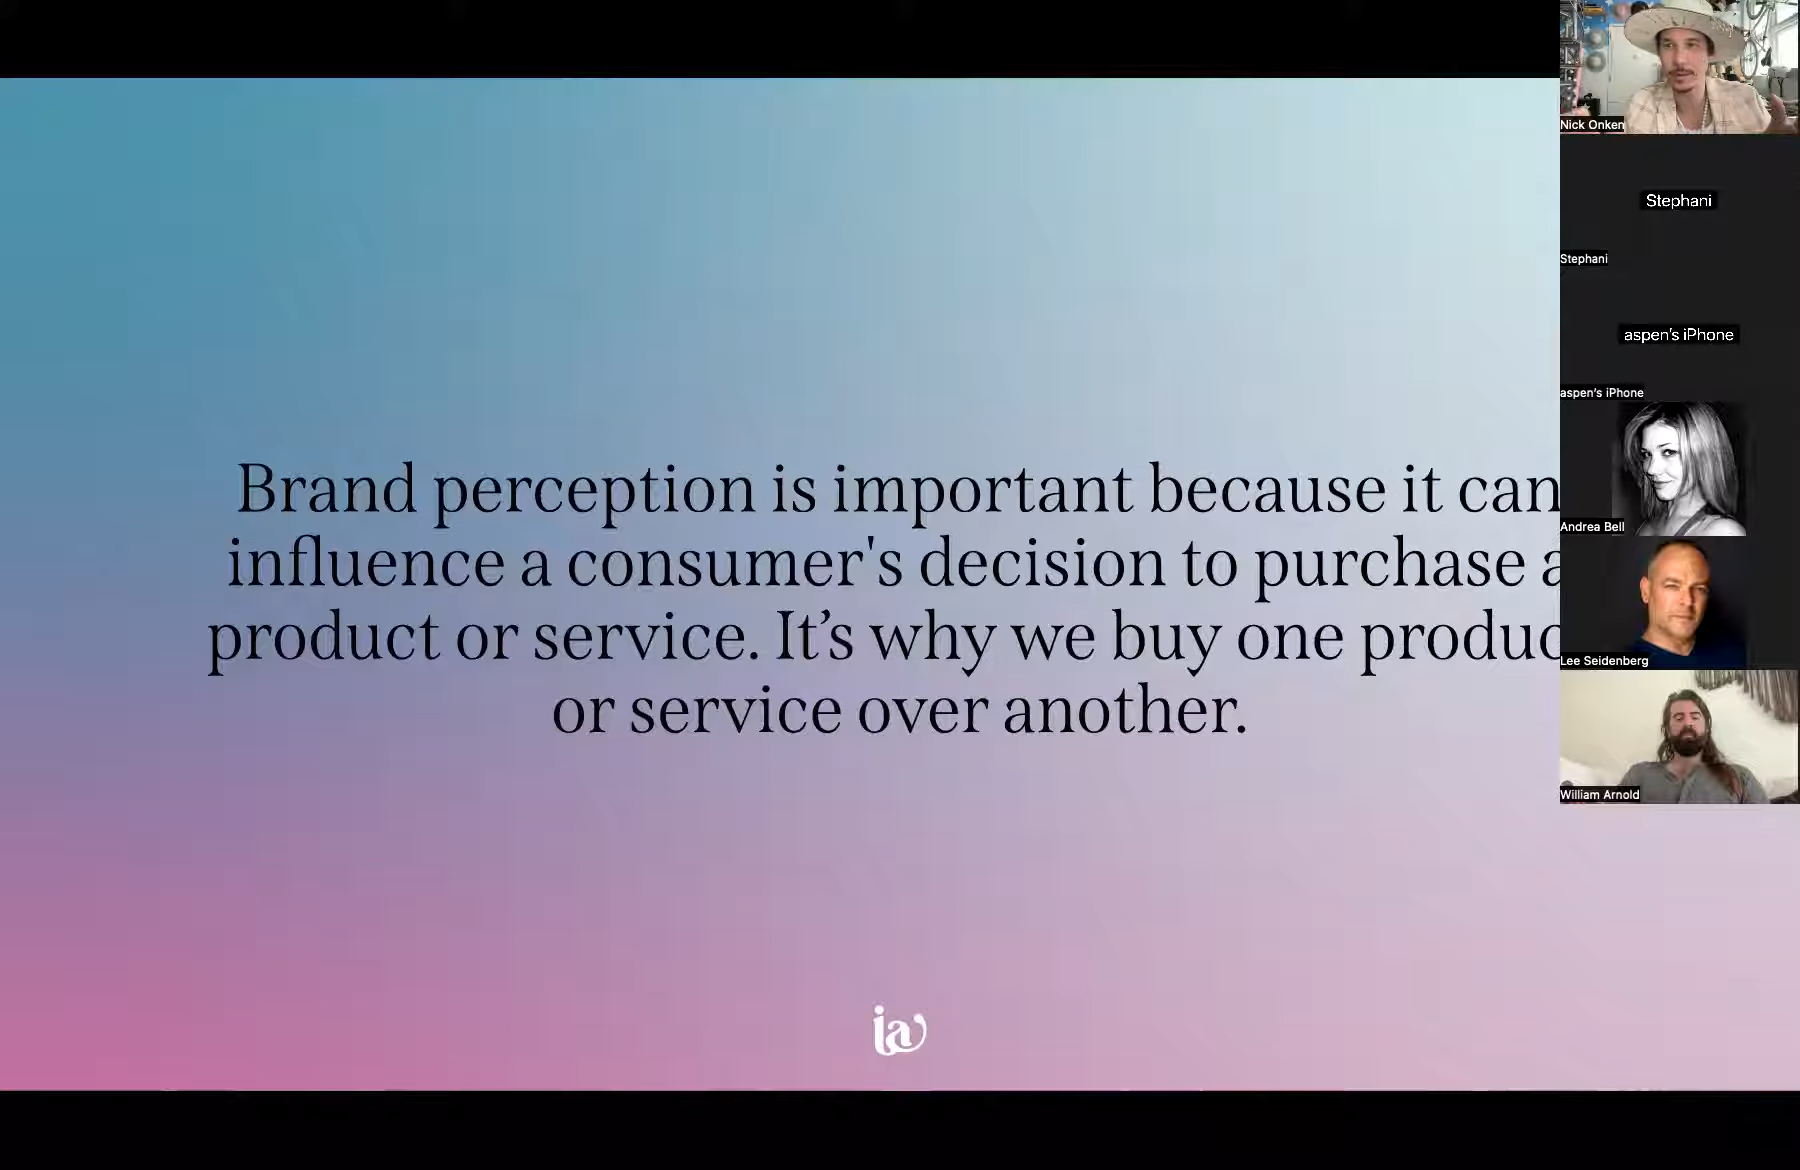 Brand perception is important because it can
influence a consumer's decision to purchase a
product or service. It’s why we buy one produc
or service over another.
ia
Nick Onken
Stephani
Stephani
aspen's iPhone
aspen's iPhone
Andrea Bell
Lee Seidenberg
William Arnold